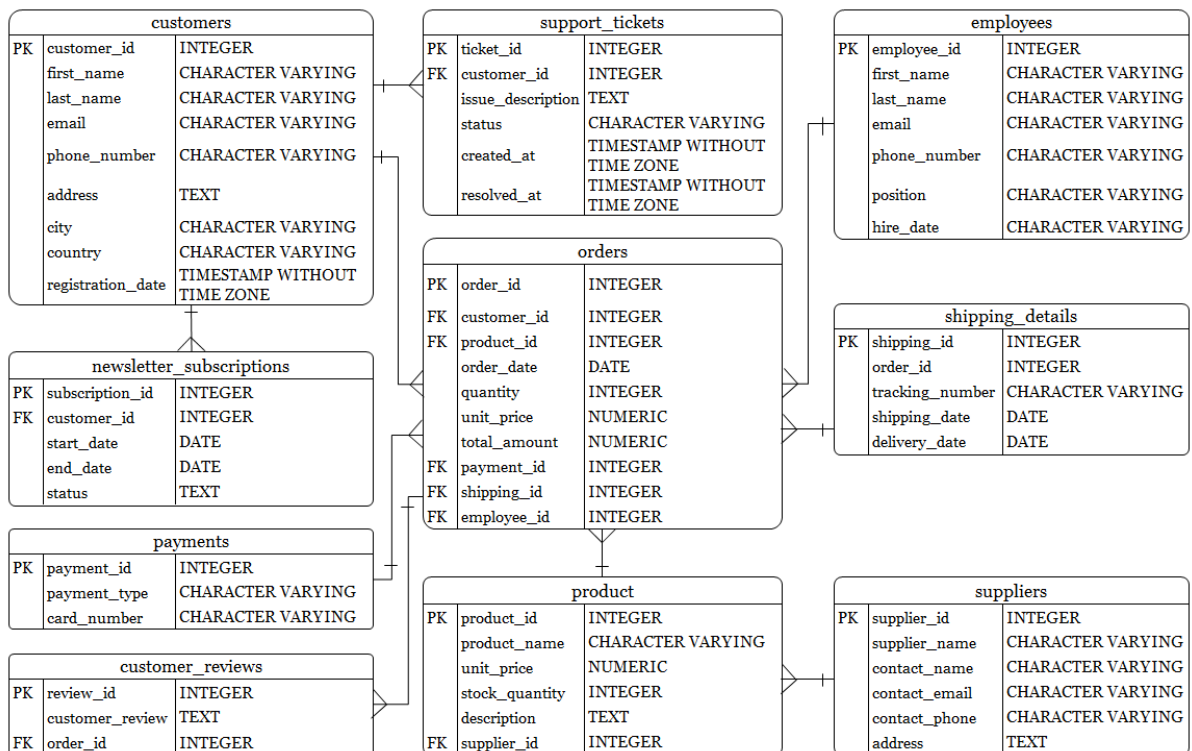 customers
PK customer_id INTEGER
first_name CHARACTER VARYING
last_name CHARACTER VARYING
email CHARACTER VARYING
phone_number CHARACTER VARYING
address TEXT
city CHARACTER VARYING
country CHARACTER VARYING
registration_date TIMESTAMP WITHOUT
TIME ZONE
support_tickets
PK ticket_id INTEGER
FK customer_id INTEGER
issue_description TEXT
status CHARACTER VARYING
created_at TIMESTAMP WITHOUT
TIME ZONE
resolved_at TIMESTAMP WITHOUT
TIME ZONE
employees
PK employee_id INTEGER
first_name CHARACTER VARYING
last_name CHARACTER VARYING
email CHARACTER VARYING
phone_number CHARACTER VARYING
position CHARACTER VARYING
hire_date CHARACTER VARYING
orders
PK order_id INTEGER
FK customer_id INTEGER
FK product_id INTEGER
order_date DATE
quantity INTEGER
unit_price NUMERIC
total_amount NUMERIC
FK payment_id INTEGER
FK shipping_id INTEGER
FK employee_id INTEGER
shipping_details
PK shipping_id INTEGER
order_id INTEGER
tracking_number CHARACTER VARYING
shipping_date DATE
delivery_date DATE
newsletter_subscriptions
PK subscription_id INTEGER
FK customer_id INTEGER
start_date DATE
end_date DATE
status TEXT
payments
PK payment_id INTEGER
payment_type CHARACTER VARYING
card_number CHARACTER VARYING
product
PK product_id INTEGER
product_name CHARACTER VARYING
unit_price NUMERIC
stock_quantity INTEGER
description TEXT
FK supplier_id INTEGER
suppliers
PK supplier_id INTEGER
supplier_name CHARACTER VARYING
contact_name CHARACTER VARYING
contact_email CHARACTER VARYING
contact_phone CHARACTER VARYING
address TEXT
customer_reviews
PK review_id INTEGER
customer_review TEXT
FK order_id INTEGER